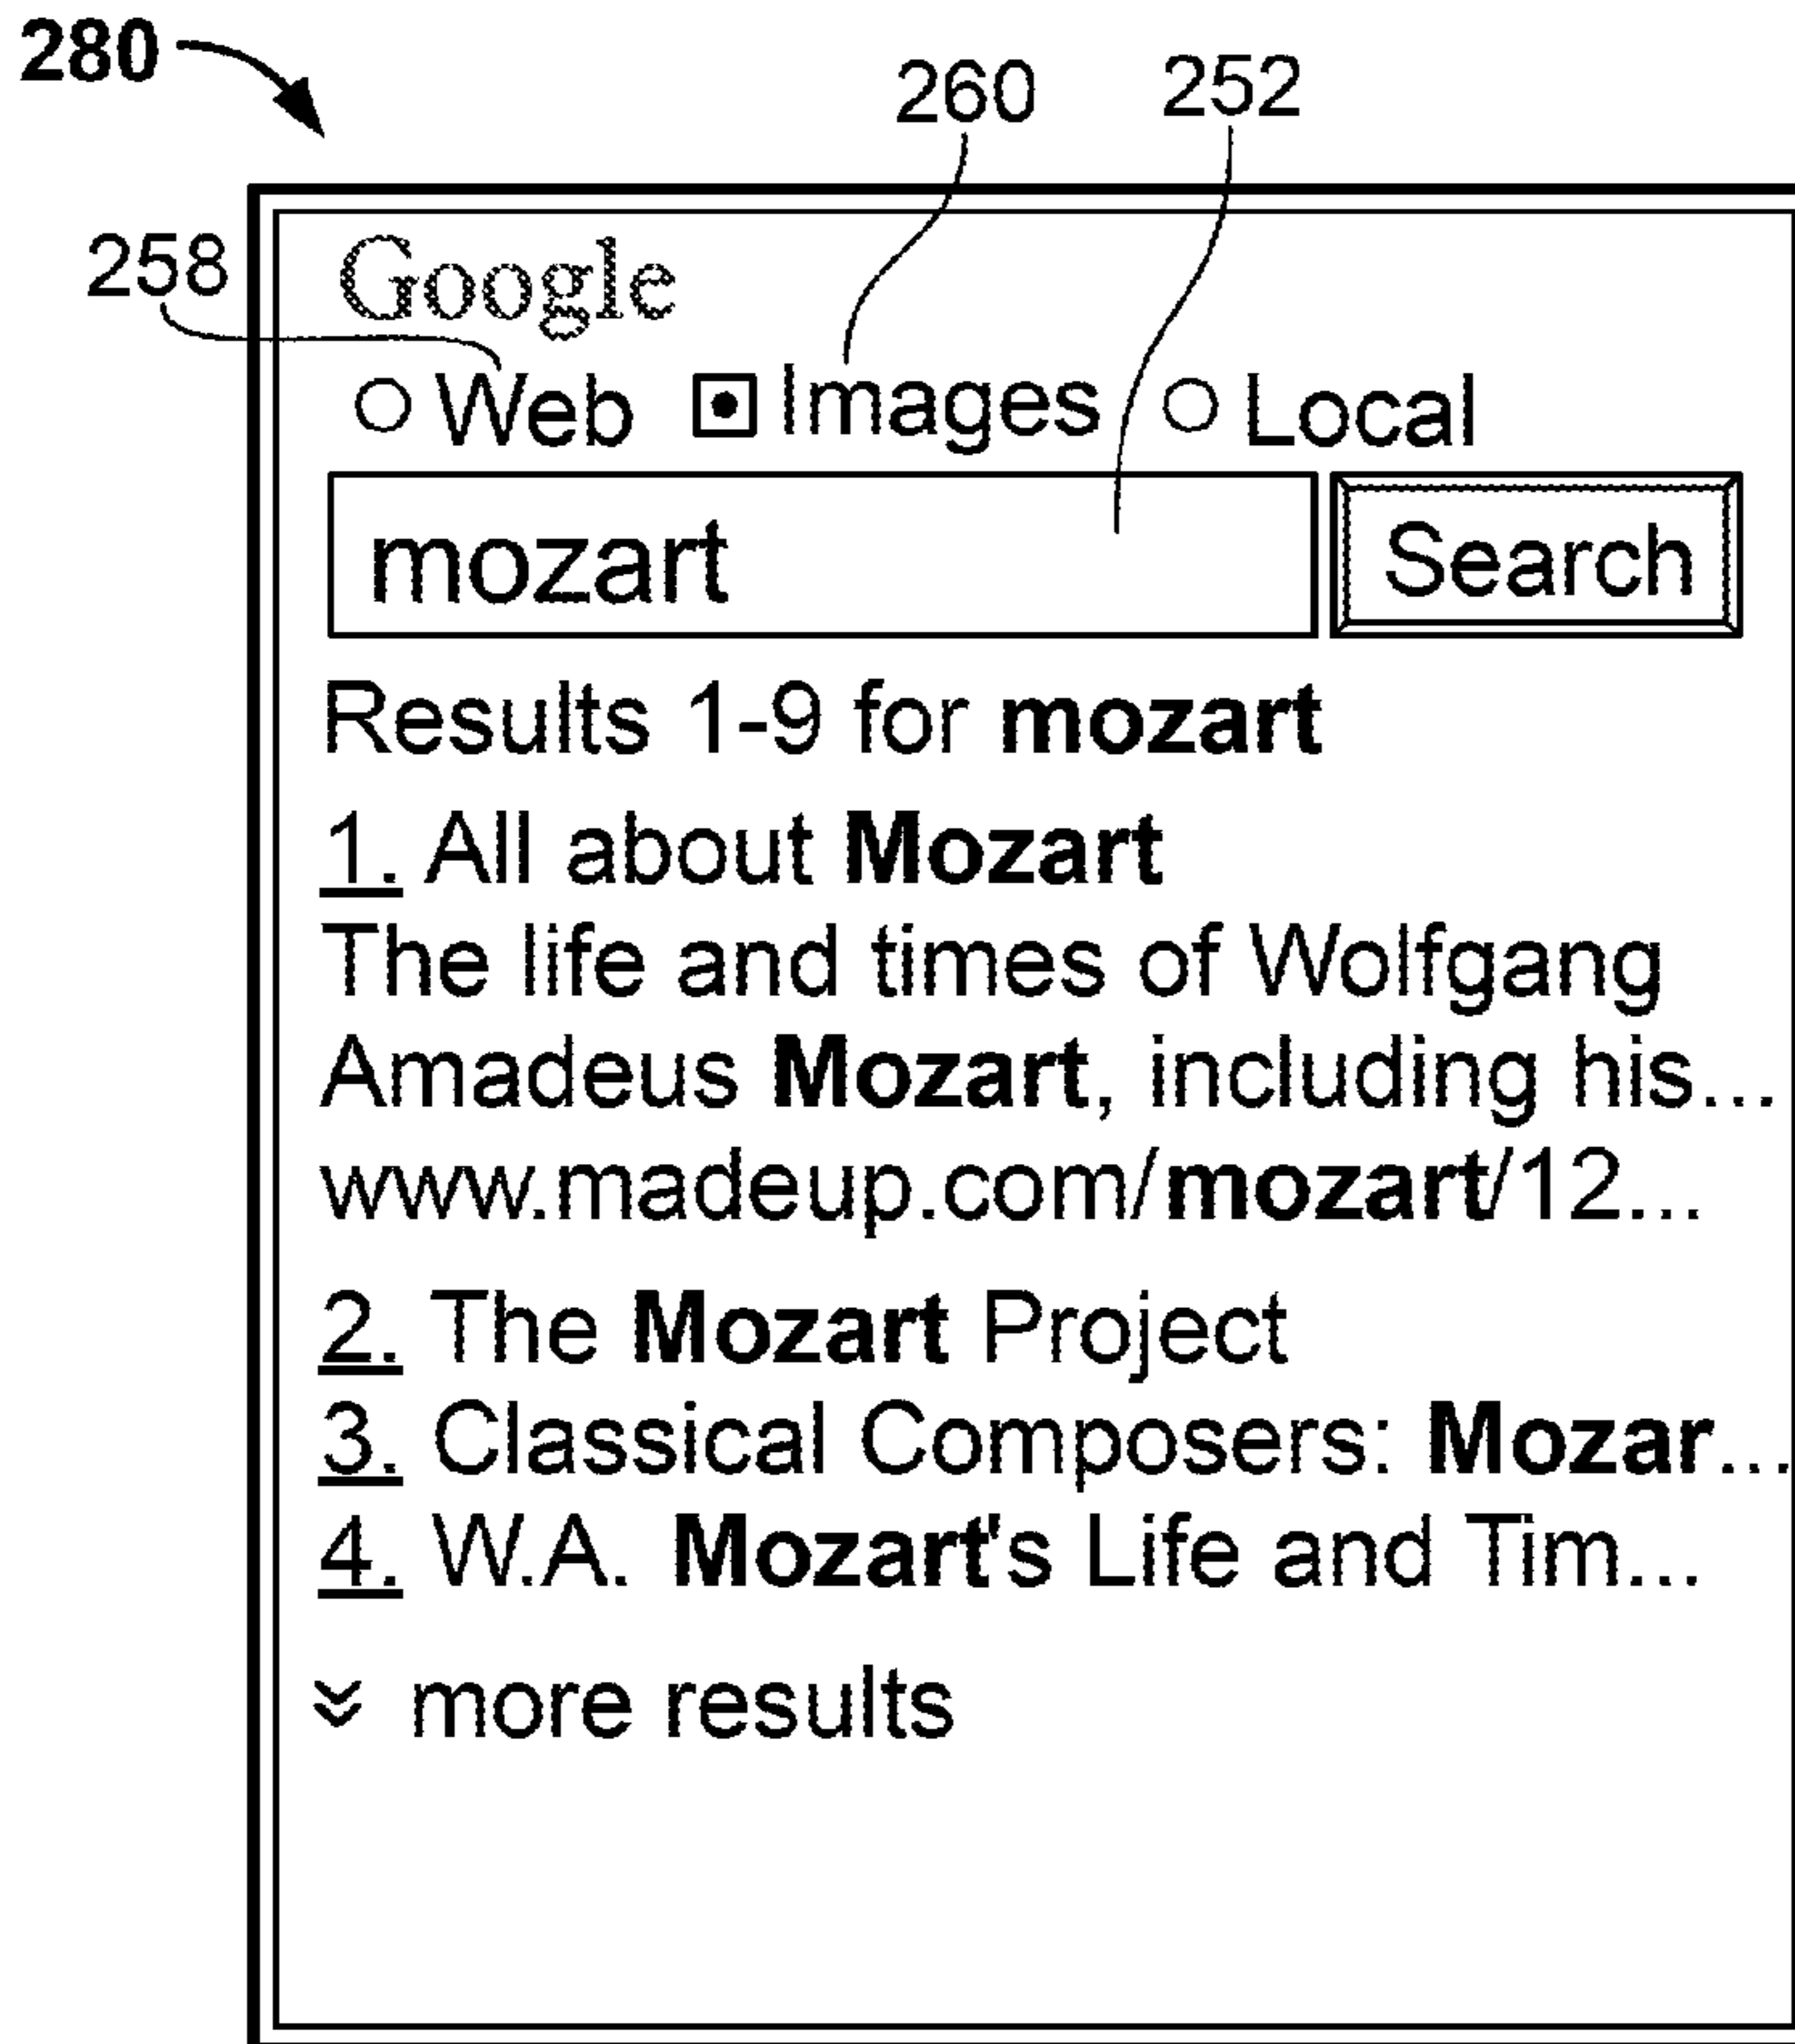 280
260 252
258 Google
Web Images Local
mozart Search
Results 1-9 for mozart
1. All about Mozart
The life and times of Wolfgang
Amadeus Mozart, including his...
www.madeup.com/mozart/12...
2. The Mozart Project
3. Classical Composers: Mozar...
4. W.A. Mozart's Life and Tim...
more results